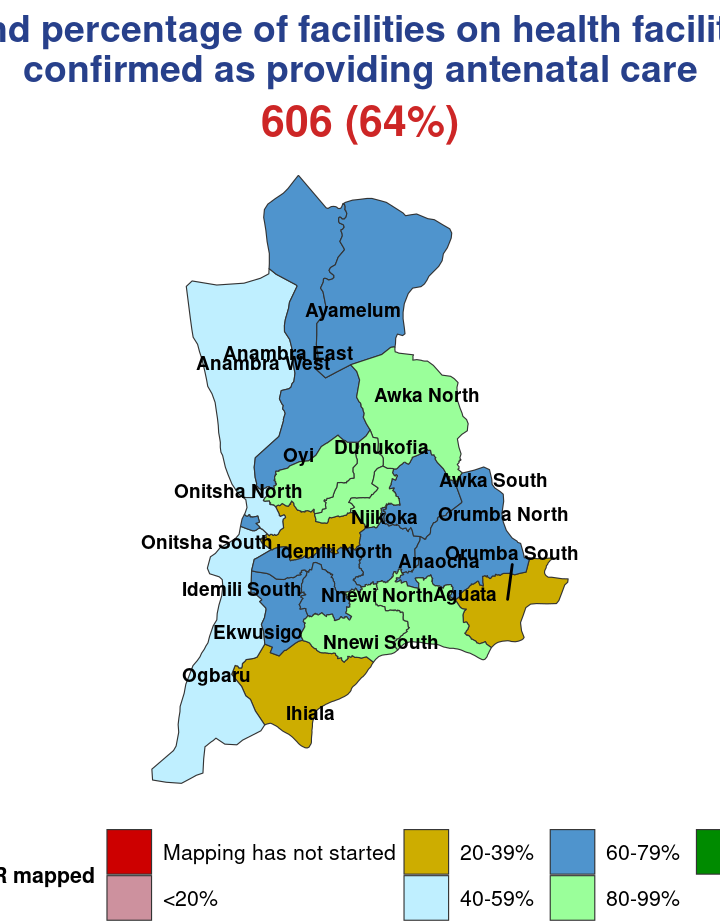 nd percentage of facilities on health facilit
confirmed as providing antenatal care
606 (64%)
Ayamelum
Anambra East
Anambra West
Awka North
Dunukofia
Oyi
Awka South
Onitsha North
Orumba North
Njikoka
Onitsha South
Idemili North
Orumba South
Anaocha
Idemili South
Nnewi North
Aguata
Ekwusigo
Nnewi South
Ogbaru
Ihiala
R mapped
Mapping has not started
20-39%
60-79%
<20%
40-59%
80-99%